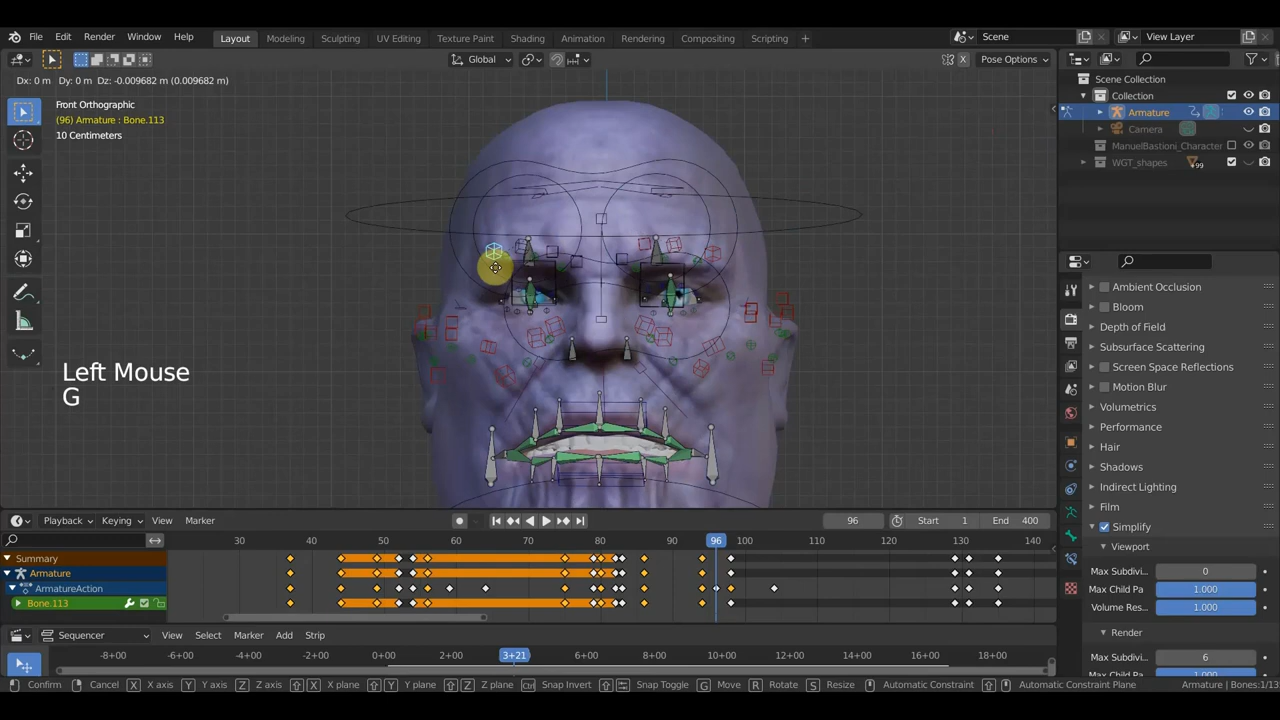 File Edit Render Window Help Layout Modeling Sculpting UV Editing Texture Paint Shading Animation Rendering Compositing Scripting + Scene View Layer
Global Pose Options
Dx: 0 m Dy: 0 m Dz: -0.009682 m (0.009682 m)
Front Orthographic
(96) Armature : Bone.113
10 Centimeters
Scene Collection
Collection
Armature
Camera
ManuelBastioni_Character
WGT_shapes
99
Ambient Occlusion
Bloom
Depth of Field
Subsurface Scattering
Screen Space Reflections
Motion Blur
Volumetrics
Performance
Hair
Shadows
Indirect Lighting
Film
Simplify
Viewport
Max Subdivi.. 0
Max Child Pa 1.000
Volume Res... 1.000
Render
Max Subdivi.. 6
Left Mouse
G
Playback Keying View Marker 96 Start 1 End 400
30 40 50 60 70 80 90 96 100 110 120 130 140
Summary
Armature
ArmatureAction
Bone.113
Sequencer View Select Marker Add Strip
-8+00 -6+00 -4+00 -2+00 0+00 2+00 3+21 6+00 8+00 10+00 12+00 14+00 16+00 18+00
Confirm Cancel X X axis Y Y axis Z Z axis X X plane Y Y plane Z Z plane Ctrl Snap Invert Snap Toggle G Move R Rotate S Resize Automatic Constraint Automatic Constraint Plane Armature | Bones:1/13